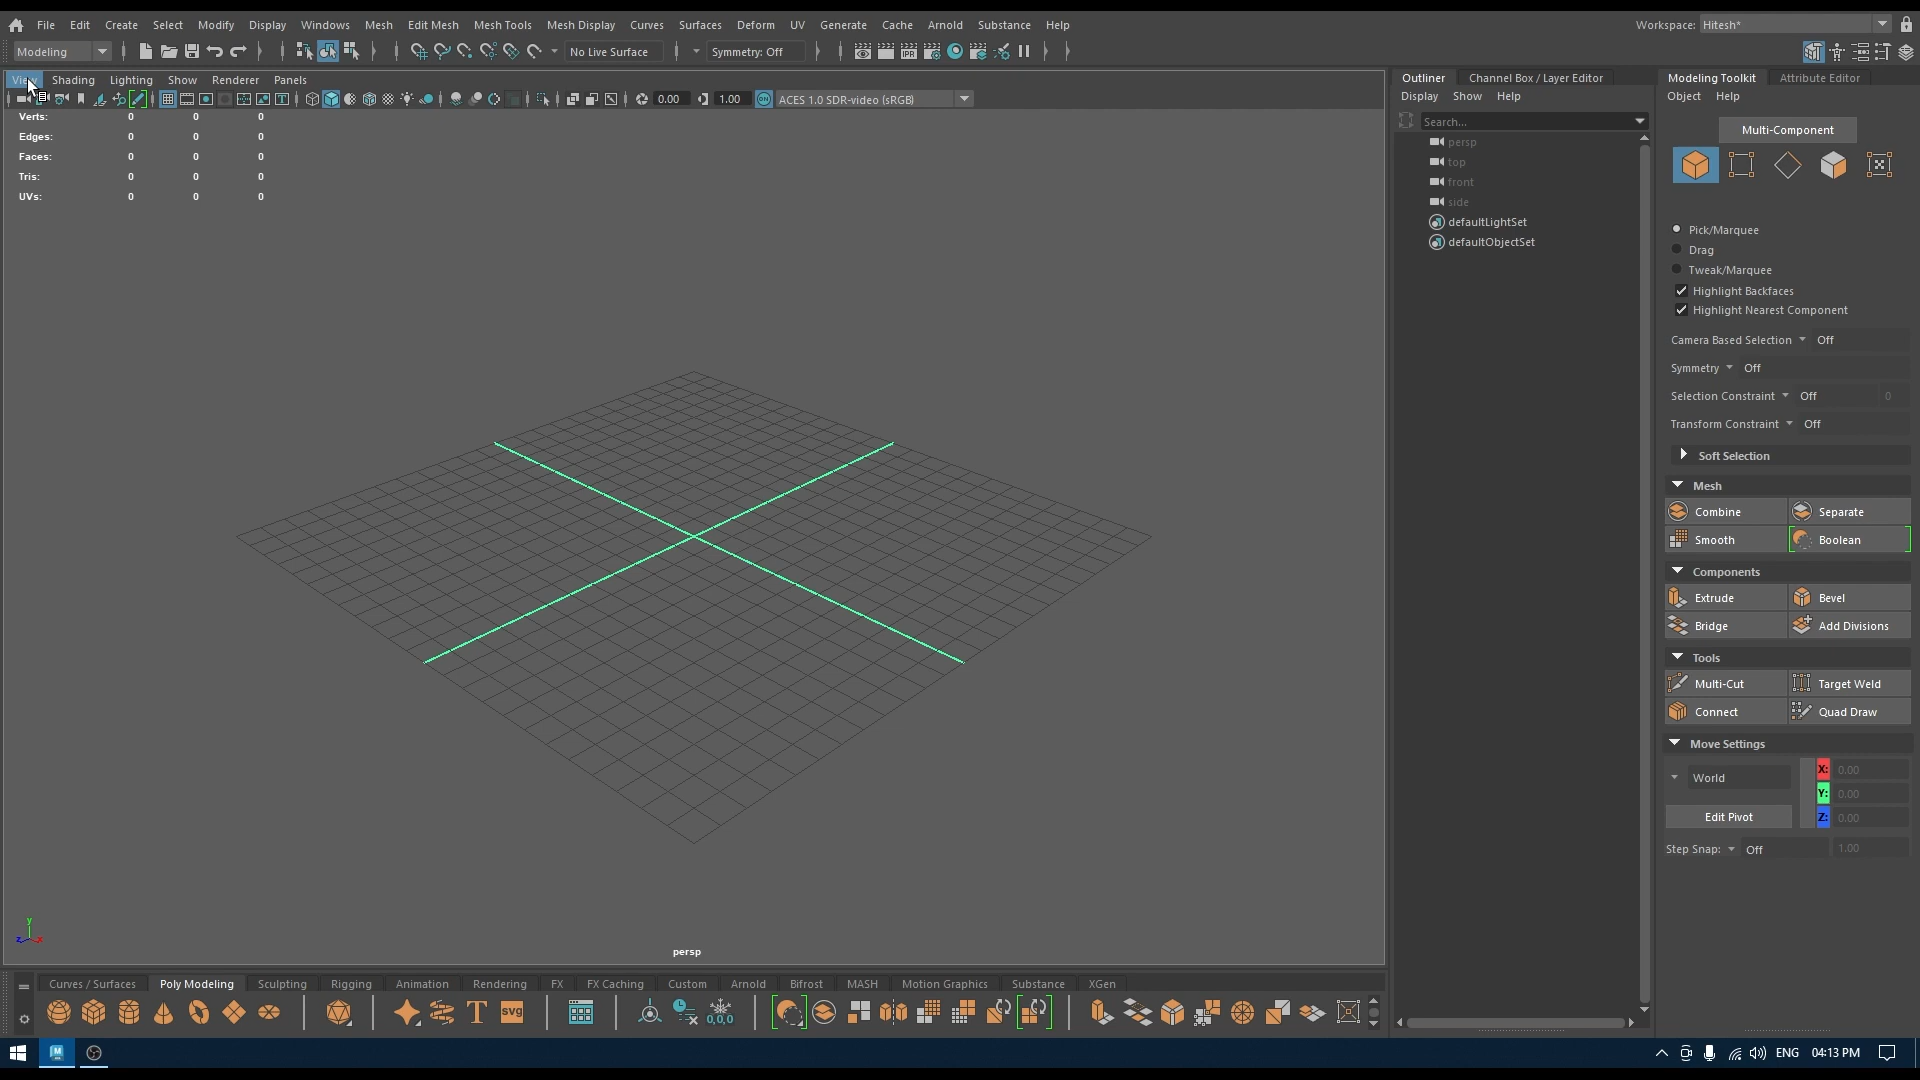 File Edit Create Select Modify Display Windows Mesh Edit Mesh Mesh Tools Mesh Display Curves Surfaces Deform UV Generate Cache Arnold Substance Help Workspace: Hitesh*
Modeling No Live Surface Symmetry: Off
View Shading Lighting Show Renderer Panels
0.00 1.00 ON ACES 1.0 SDR-video (sRGB)
Verts: 0 0 0
Edges: 0 0 0
Faces: 0 0 0
Tris: 0 0 0
UVs: 0 0 0
y
z x
persp
Outliner Channel Box / Layer Editor
Display Show Help
Search...
persp
top
front
side
defaultLightSet
defaultObjectSet
Modeling Toolkit Attribute Editor
Object Help
Multi-Component
Pick/Marquee
Drag
Tweak/Marquee
Highlight Backfaces
Highlight Nearest Component
Camera Based Selection Off
Symmetry Off
Selection Constraint Off 0
Transform Constraint Off
Soft Selection
Mesh
Combine Separate
Smooth Boolean
Components
Extrude Bevel
Bridge Add Divisions
Tools
Multi-Cut Target Weld
Connect Quad Draw
Move Settings
World X: 0.00
Y: 0.00
Edit Pivot Z: 0.00
Step Snap: Off 1.00
Curves / Surfaces Poly Modeling Sculpting Rigging Animation Rendering FX FX Caching Custom Arnold Bifrost MASH Motion Graphics Substance XGen
T svg 0,0,0
M ENG 04:13 PM